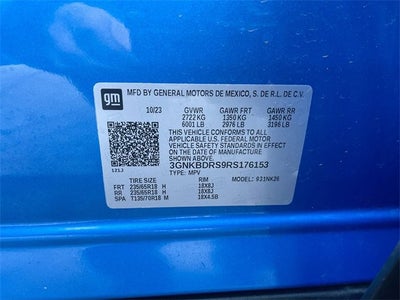 gm
MFD BY GENERAL MOTORS DE MEXICO, S. DE R.L. DE C.V.
10/23 GVWR GAWR FRT GAWR RR
2722 KG 1350 KG 1450 KG
6001 LB 2976 LB 3196 LB
THIS VEHICLE CONFORMS TO ALL
APPLICABLE U.S. FEDERAL MOTOR
VEHICLE SAFETY STANDARDS IN
EFFECT ON THE DATE OF
MANUFACTURE SHOWN ABOVE.
3GNKBDRS9RS176153
TYPE: MPV
121J
TIRE SIZE RIM MODEL: 931NK26
FRT 235/65R18 H 18X8J
RR 235/65R18 H 18X8J
SPA T135/70R18 M 18X4.5B